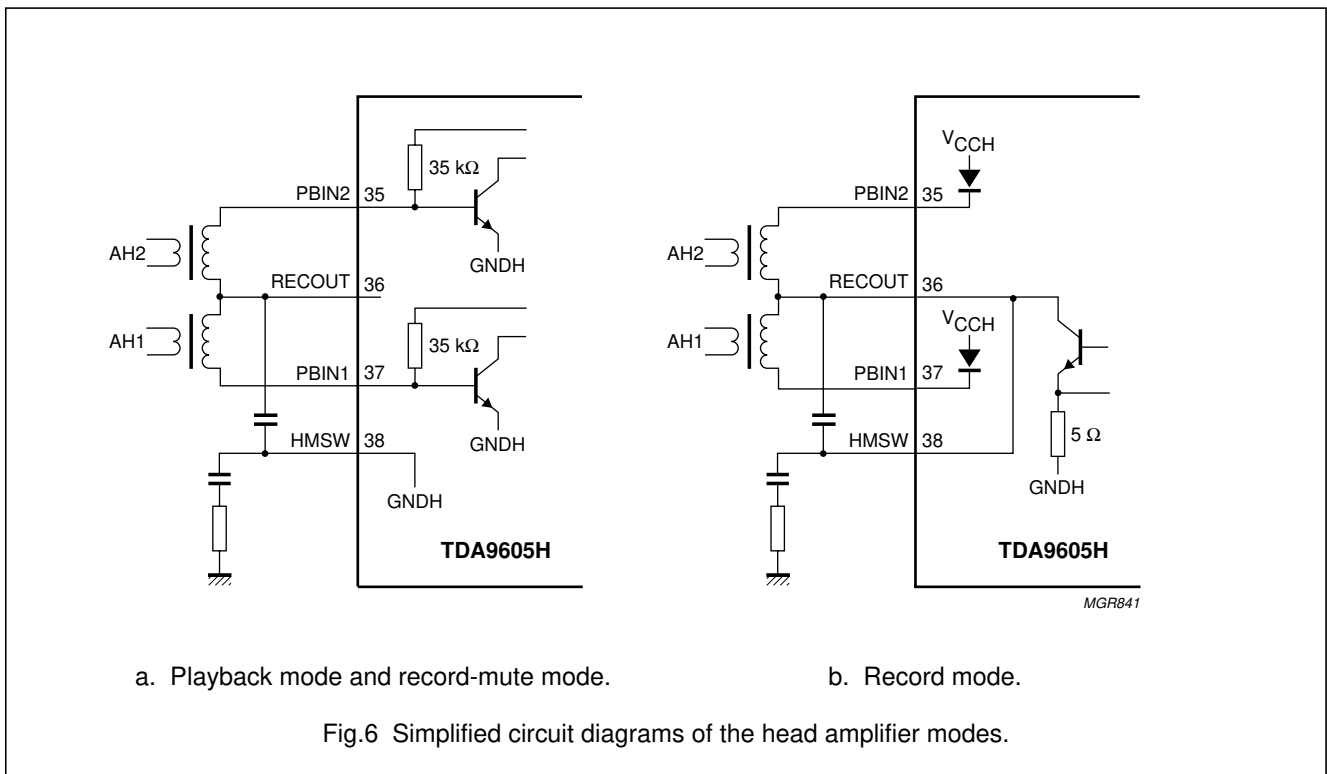 35 kΩ
PBIN2 35
AH2
GNDH
RECOUT 36
AH1
35 kΩ
PBIN1 37
HMSW 38
GNDH
GNDH
TDA9605H
VCCH
PBIN2 35
AH2
RECOUT 36
VCCH
AH1
PBIN1 37
HMSW 38
5 Ω
GNDH
TDA9605H
MGR841
a. Playback mode and record-mute mode.
b. Record mode.
Fig.6 Simplified circuit diagrams of the head amplifier modes.